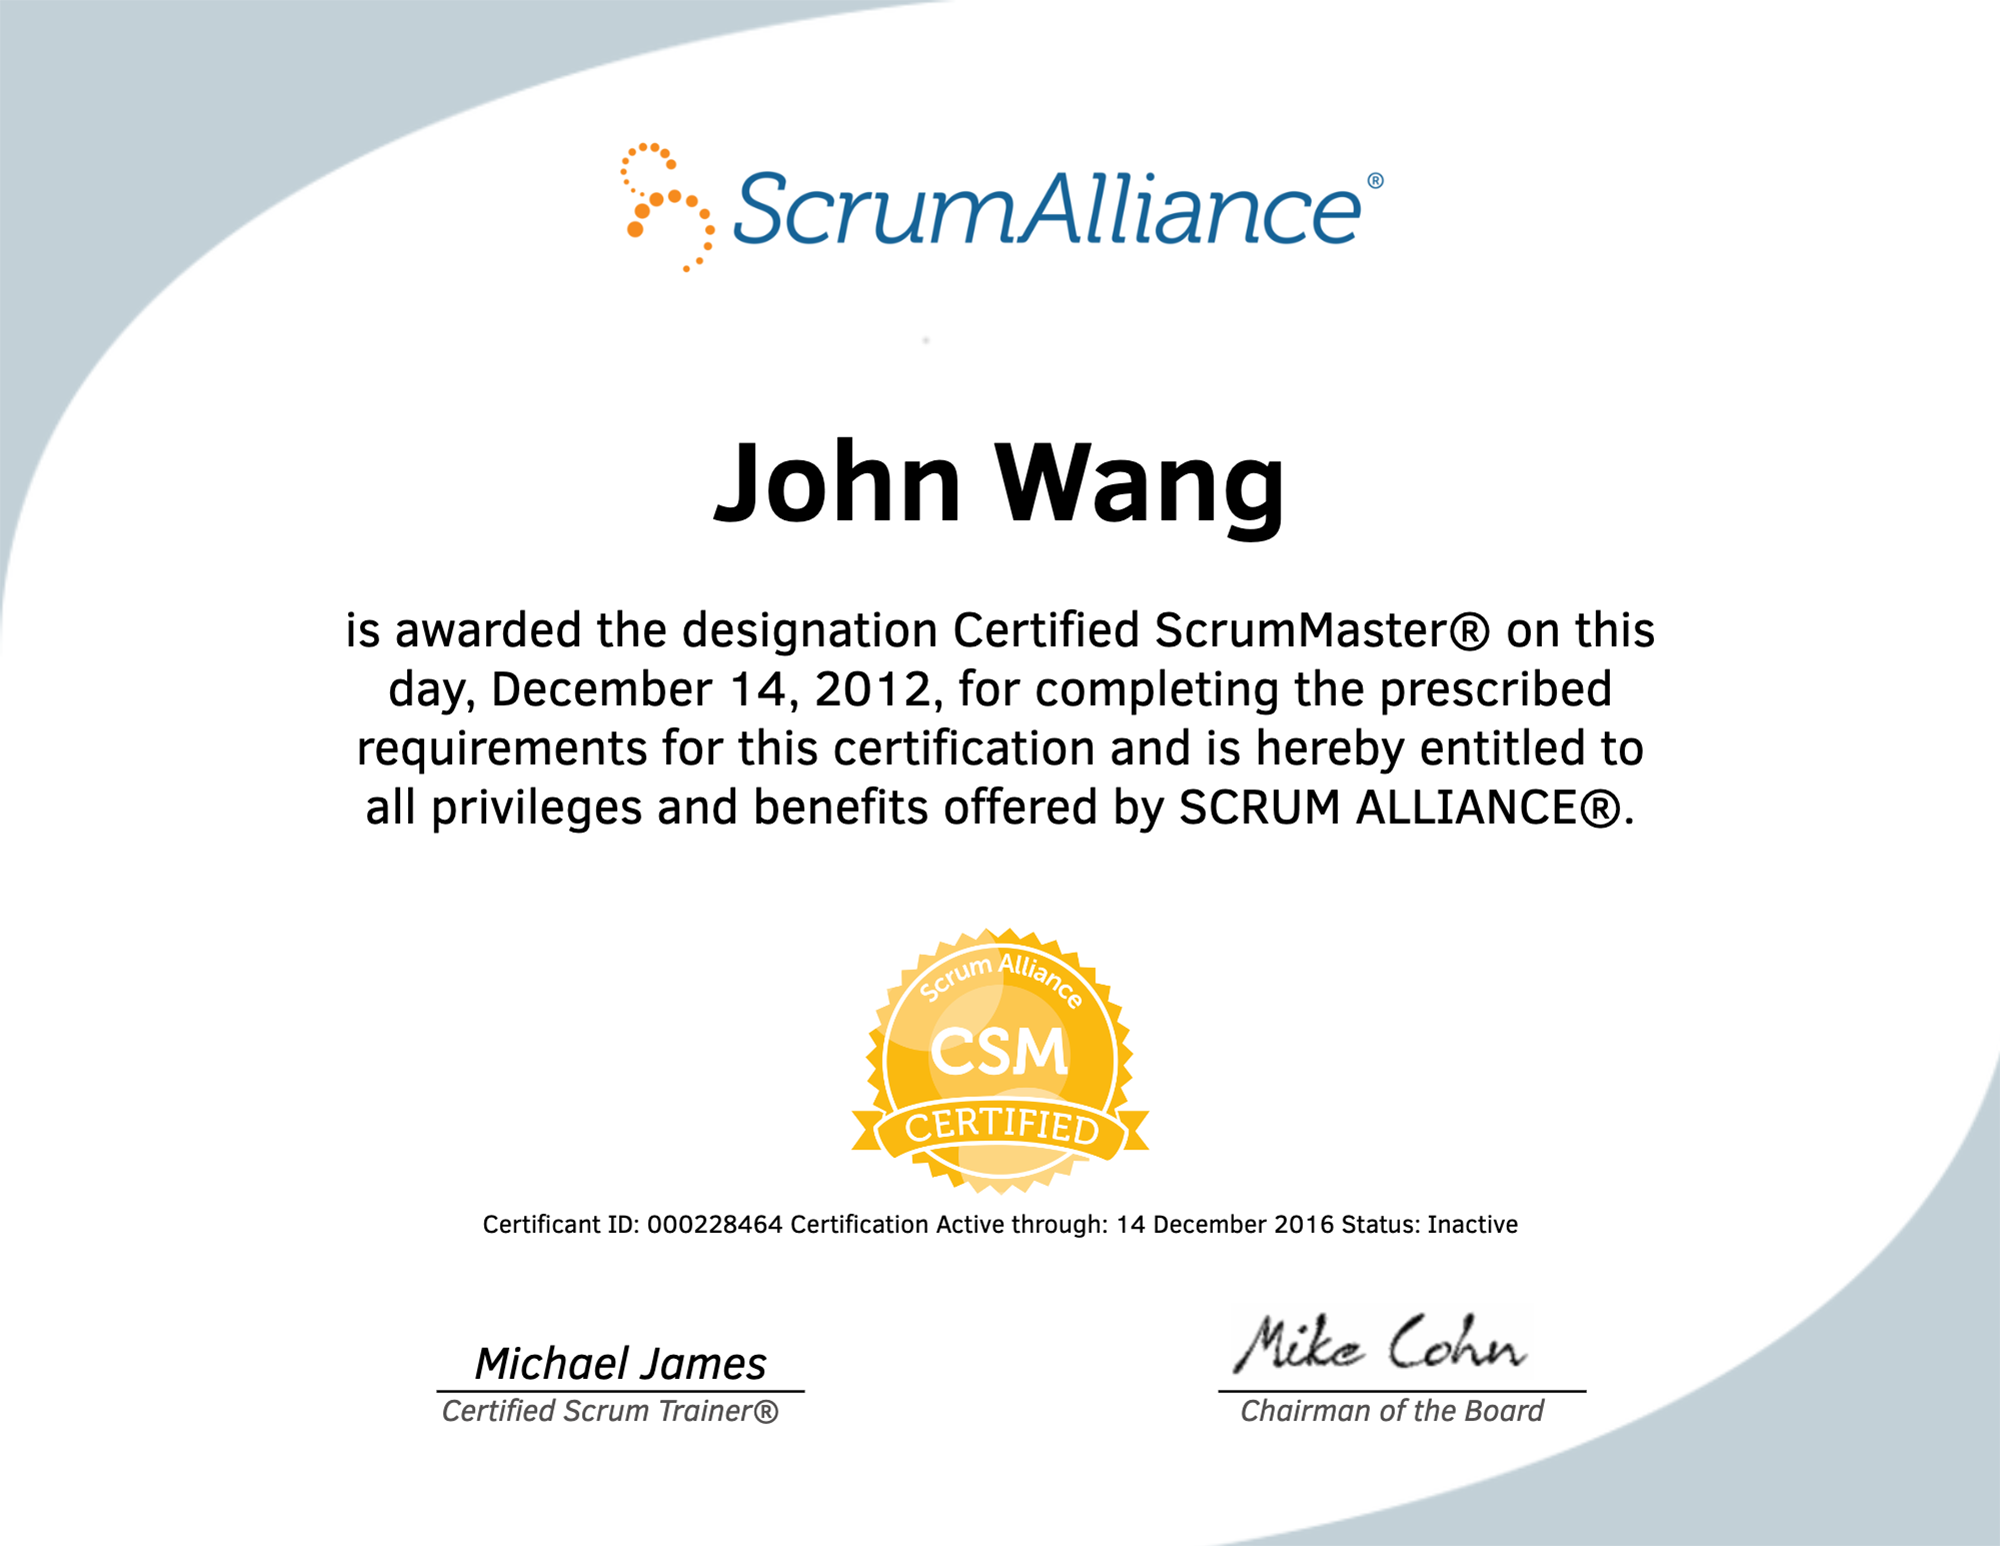 ScrumAlliance®
John Wang
is awarded the designation Certified ScrumMaster® on this
day, December 14, 2012, for completing the prescribed
requirements for this certification and is hereby entitled to
all privileges and benefits offered by SCRUM ALLIANCE®.
Scrum Alliance
CSM
CERTIFIED
Certificant ID: 000228464 Certification Active through: 14 December 2016 Status: Inactive
Michael James
Certified Scrum Trainer®
Mike Cohn
Chairman of the Board